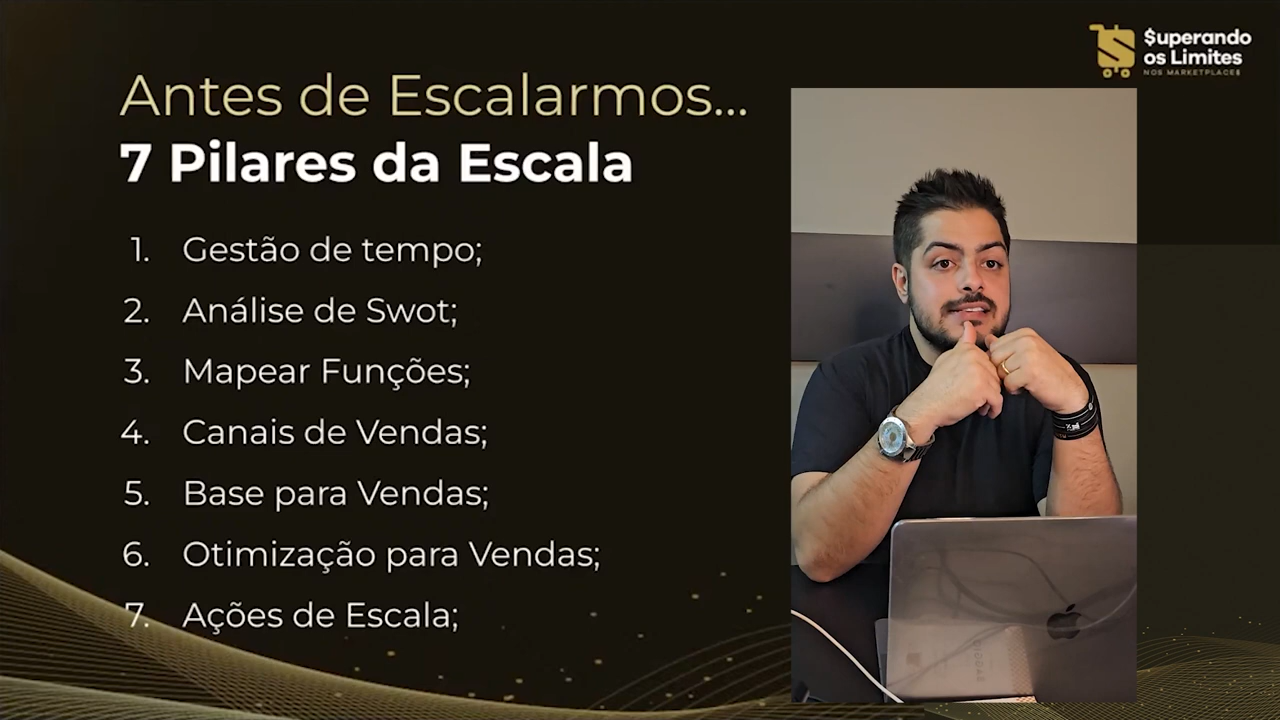 $uperando
os Limites
NOS MARKETPLACE$
Antes de Escalarmos...
7 Pilares da Escala
1. Gestão de tempo;
2. Análise de Swot;
3. Mapear Funções;
4. Canais de Vendas;
5. Base para Vendas;
6. Otimização para Vendas;
7. Ações de Escala;